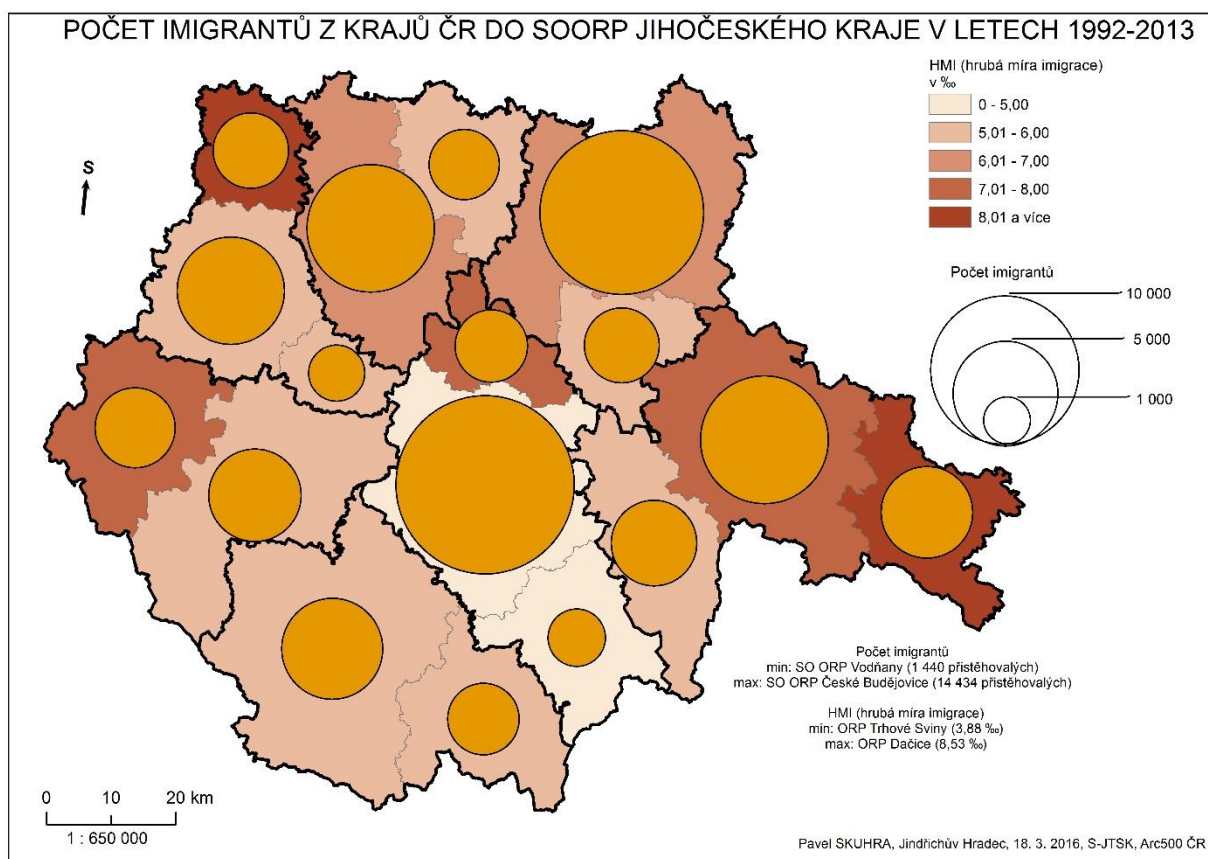 POČET IMIGRANTŮ Z KRAJŮ ČR DO SOORP JIHOČESKÉHO KRAJE V LETECH 1992-2013
HMI (hrubá míra imigrace)
v ‰
0 - 5,00
5,01 - 6,00
6,01 - 7,00
7,01 - 8,00
8,01 a více
S
Počet imigrantů
10 000
5 000
1 000
Počet imigrantů
min: SO ORP Vodňany (1 440 přistěhovalých)
max: SO ORP České Budějovice (14 434 přistěhovalých)
HMI (hrubá míra imigrace)
min: ORP Trhové Sviny (3,88 ‰)
max: ORP Dačice (8,53 ‰)
0 10 20 km
1 : 650 000
Pavel SKUHRA, Jindřichův Hradec, 18. 3. 2016, S-JTSK, Arc500 ČR